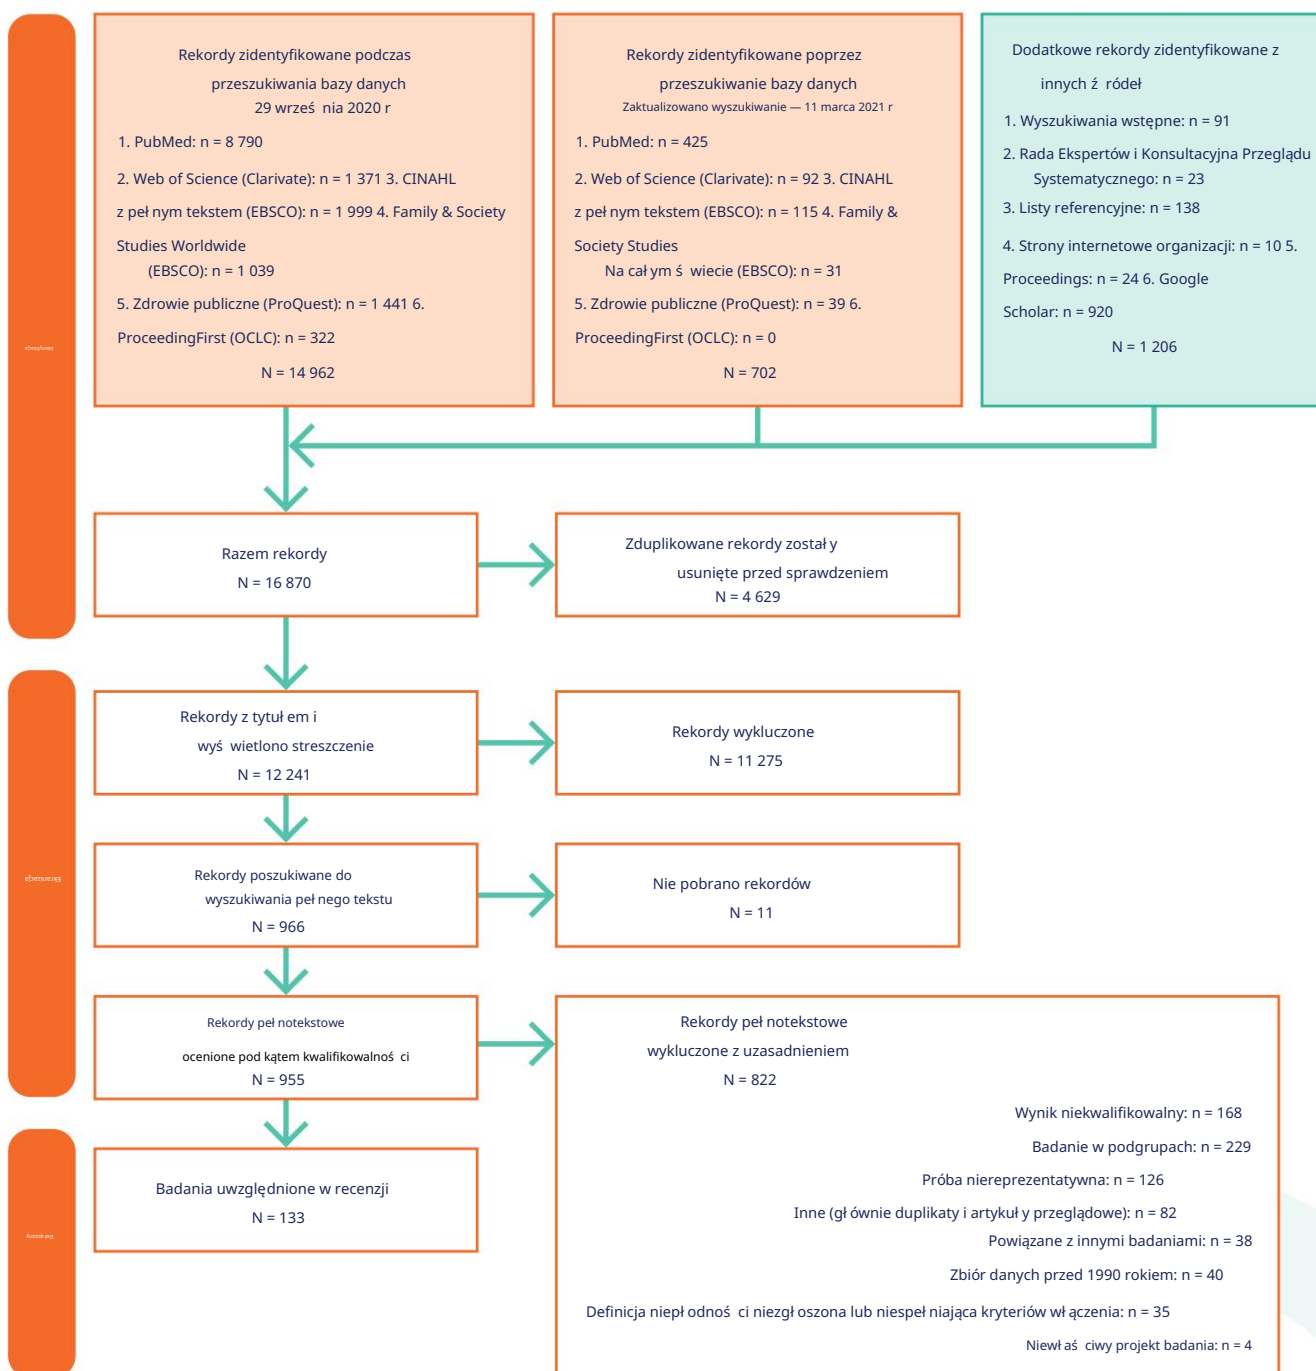 Identyfikacja
Rekordy zidentyfikowane podczas
przeszukiwania bazy danych
29 wrześ nia 2020 r
1. PubMed: n = 8 790
2. Web of Science (Clarivate): n = 1 371 3. CINAHL
z peł nym tekstem (EBSCO): n = 1 999 4. Family & Society
Studies Worldwide
(EBSCO): n = 1 039
5. Zdrowie publiczne (ProQuest): n = 1 441 6.
ProceedingFirst (OCLC): n = 322
N = 14 962
Rekordy zidentyfikowane poprzez
przeszukiwanie bazy danych
Zaktualizowano wyszukiwanie — 11 marca 2021 r
1. PubMed: n = 425
2. Web of Science (Clarivate): n = 92 3. CINAHL
z peł nym tekstem (EBSCO): n = 115 4. Family &
Society Studies
Na cał ym ś wiecie (EBSCO): n = 31
5. Zdrowie publiczne (ProQuest): n = 39 6.
ProceedingFirst (OCLC): n = 0
N = 702
Dodatkowe rekordy zidentyfikowane z
innych ź ródeł
1. Wyszukiwania wstępne: n = 91
2. Rada Ekspertów i Konsultacyjna Przeglądu
Systematycznego: n = 23
3. Listy referencyjne: n = 138
4. Strony internetowe organizacji: n = 10 5.
Proceedings: n = 24 6. Google
Scholar: n = 920
N = 1 206
Razem rekordy
N = 16 870
Zduplikowane rekordy został y
usunięte przed sprawdzeniem
N = 4 629
Ekranizacja
Rekordy z tytuł em i
wyś wietlono streszczenie
N = 12 241
Rekordy wykluczone
N = 11 275
Rekordy poszukiwane do
wyszukiwania peł nego tekstu
N = 966
Nie pobrano rekordów
N = 11
Rekordy peł notekstowe
ocenione pod kątem kwalifikowalnoś ci
N = 955
Rekordy peł notekstowe
wykluczone z uzasadnieniem
N = 822
Wynik niekwalifikowalny: n = 168
Badanie w podgrupach: n = 229
Próba niereprezentatywna: n = 126
Inne (gł ównie duplikaty i artykuł y przeglądowe): n = 82
Powiązane z innymi badaniami: n = 38
Zbiór danych przed 1990 rokiem: n = 40
Definicja niepł odnoś ci niezgł oszona lub niespeł niająca kryteriów wł ączenia: n = 35
Niewł aś ciwy projekt badania: n = 4
Badania uwzględnione w recenzji
N = 133